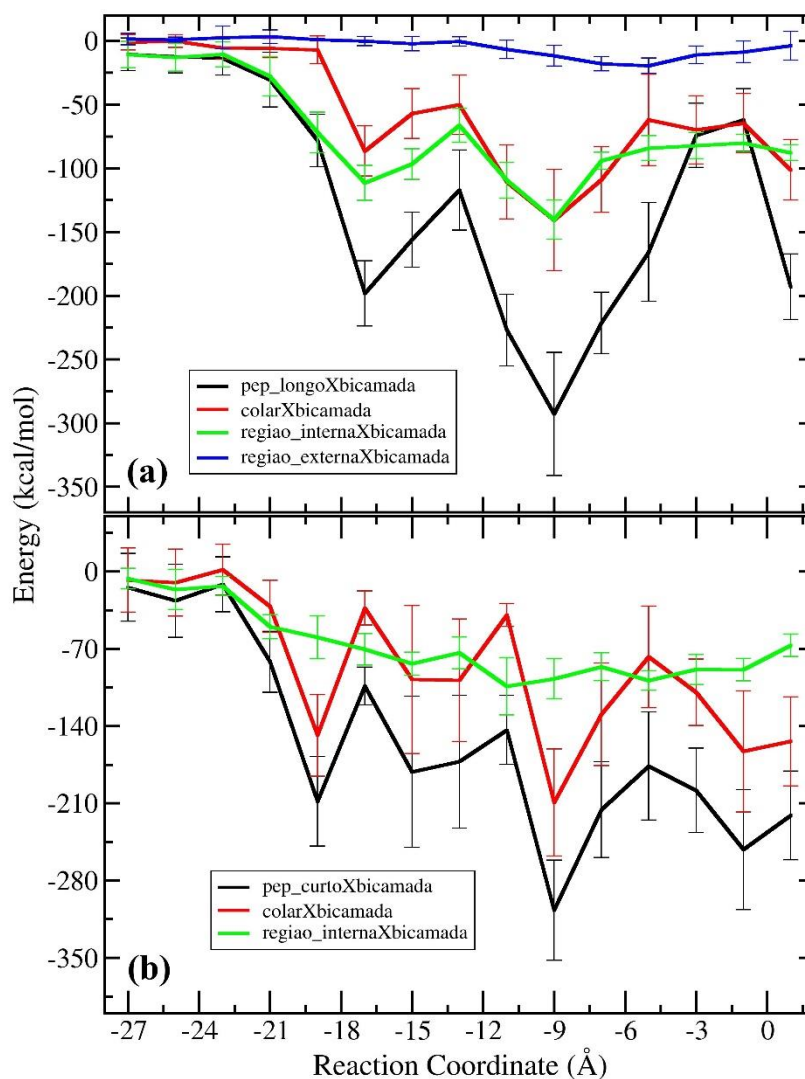 0
-50
-100
-150
-200
-250
-300
-350
pep_longoXbicamada
colarXbicamada
regiao_internaXbicamada
regiao_externaXbicamada
(a)
Energy (kcal/mol)
0
-70
-140
-210
-280
-350
pep_curtoXbicamada
colarXbicamada
regiao_internaXbicamada
(b)
-27 -24 -21 -18 -15 -12 -9 -6 -3 0
Reaction Coordinate (Å)